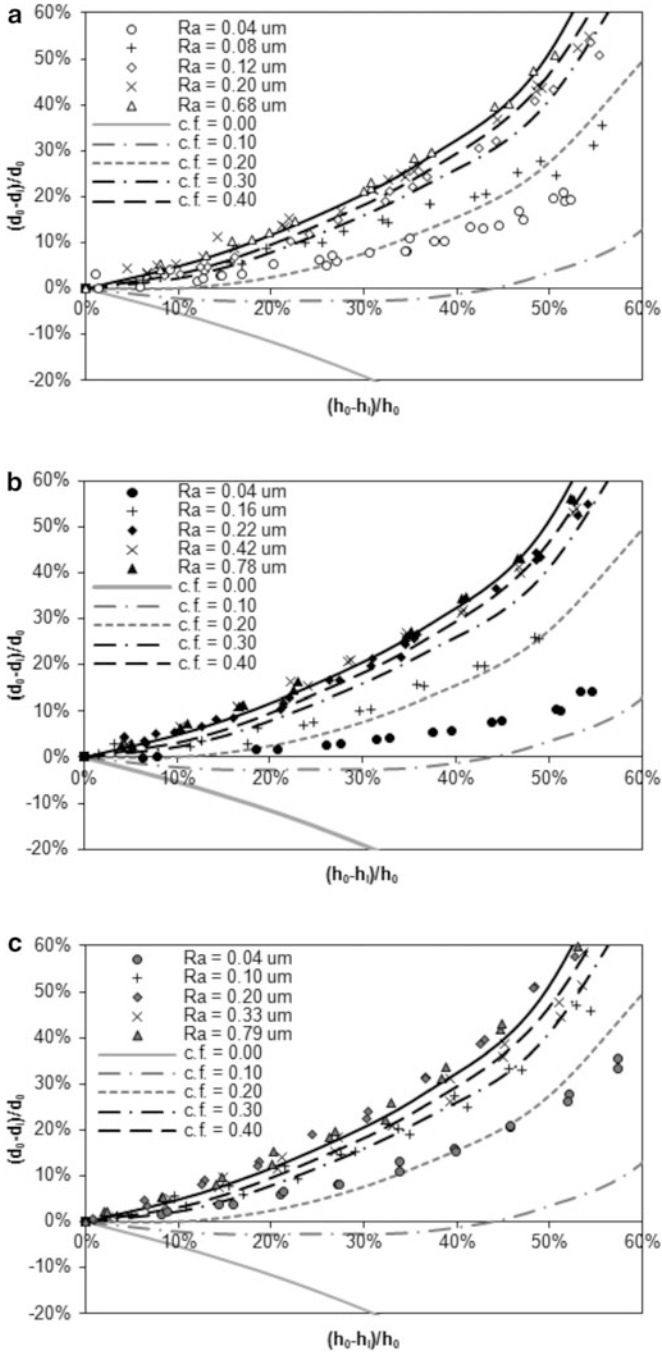 a
60%
50%
40%
30%
20%
10%
0%
-10%
-20%
(d₀-dᵢ)/d₀
Ra = 0.04 um
Ra = 0.08 um
Ra = 0.12 um
Ra = 0.20 um
Ra = 0.68 um
c.f. = 0.00
c.f. = 0.10
c.f. = 0.20
c.f. = 0.30
c.f. = 0.40
0% 10% 20% 30% 40% 50% 60%
(h₀-hₗ)/h₀
b
60%
50%
40%
30%
20%
10%
0%
-10%
-20%
(d₀-dᵢ)/d₀
Ra = 0.04 um
Ra = 0.16 um
Ra = 0.22 um
Ra = 0.42 um
Ra = 0.78 um
c.f. = 0.00
c.f. = 0.10
c.f. = 0.20
c.f. = 0.30
c.f. = 0.40
0% 10% 20% 30% 40% 50% 60%
(h₀-hₗ)/h₀
c
60%
50%
40%
30%
20%
10%
0%
-10%
-20%
(d₀-dᵢ)/d₀
Ra = 0.04 um
Ra = 0.10 um
Ra = 0.20 um
Ra = 0.33 um
Ra = 0.79 um
c.f. = 0.00
c.f. = 0.10
c.f. = 0.20
c.f. = 0.30
c.f. = 0.40
0% 10% 20% 30% 40% 50% 60%
(h₀-hₗ)/h₀